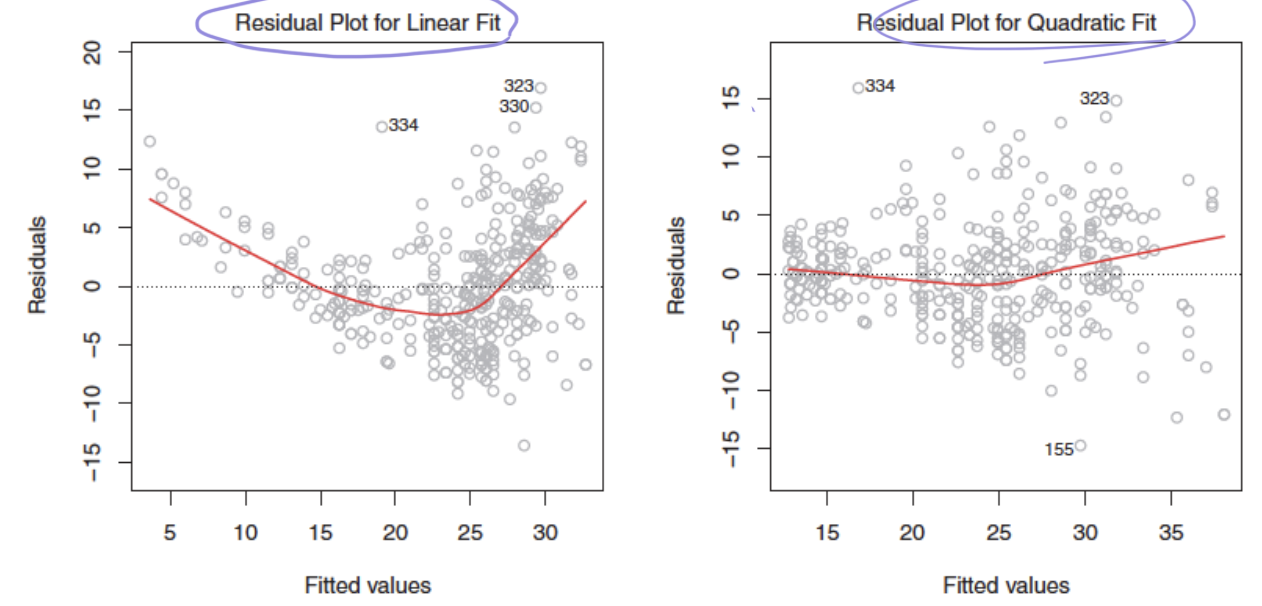 Residual Plot for Linear Fit
20
15
10
5
0
−5
−10
−15
Residuals
323
330
334
5 10 15 20 25 30
Fitted values
Residual Plot for Quadratic Fit
15
10
5
0
−5
−10
−15
Residuals
334
323
155
15 20 25 30 35
Fitted values